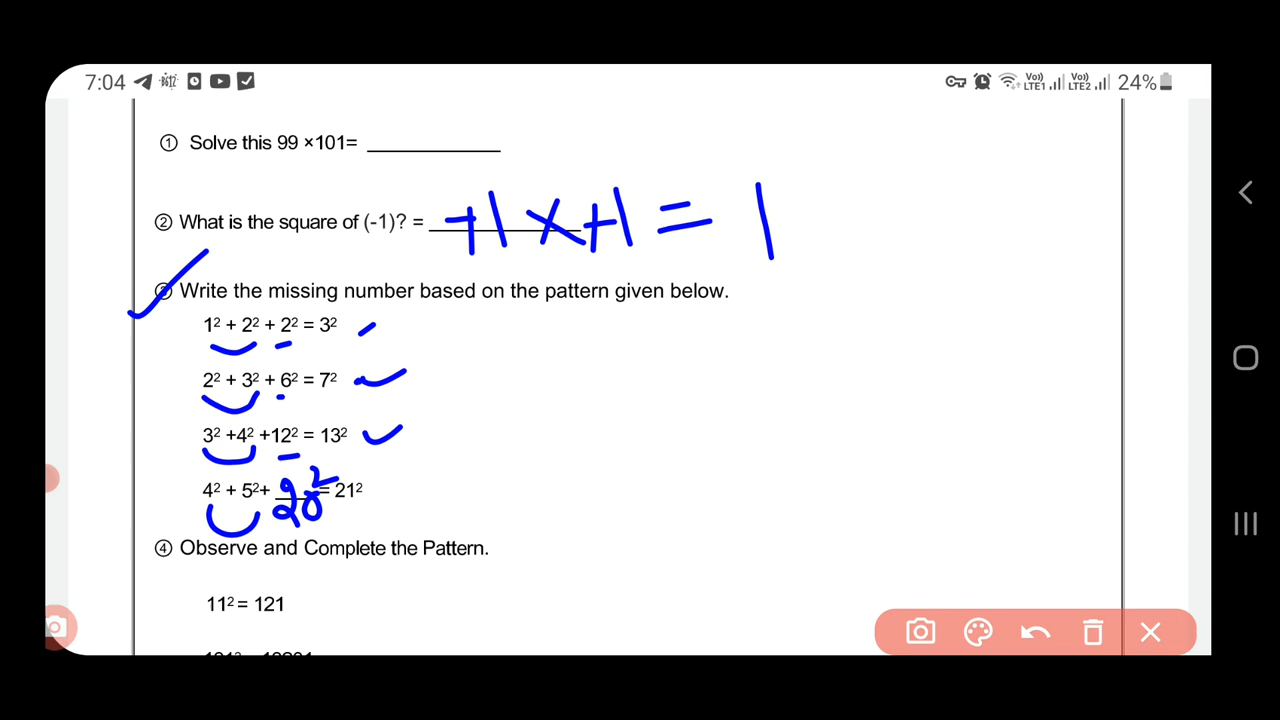 7:04 24%
① Solve this 99 ×101= ____________
② What is the square of (-1)? = +1 × +1 = 1
③ Write the missing number based on the pattern given below.
1² + 2² + 2² = 3²
2² + 3² + 6² = 7²
3² +4² +12² = 13²
4² + 5²+ 20² = 21²
④ Observe and Complete the Pattern.
11² = 121